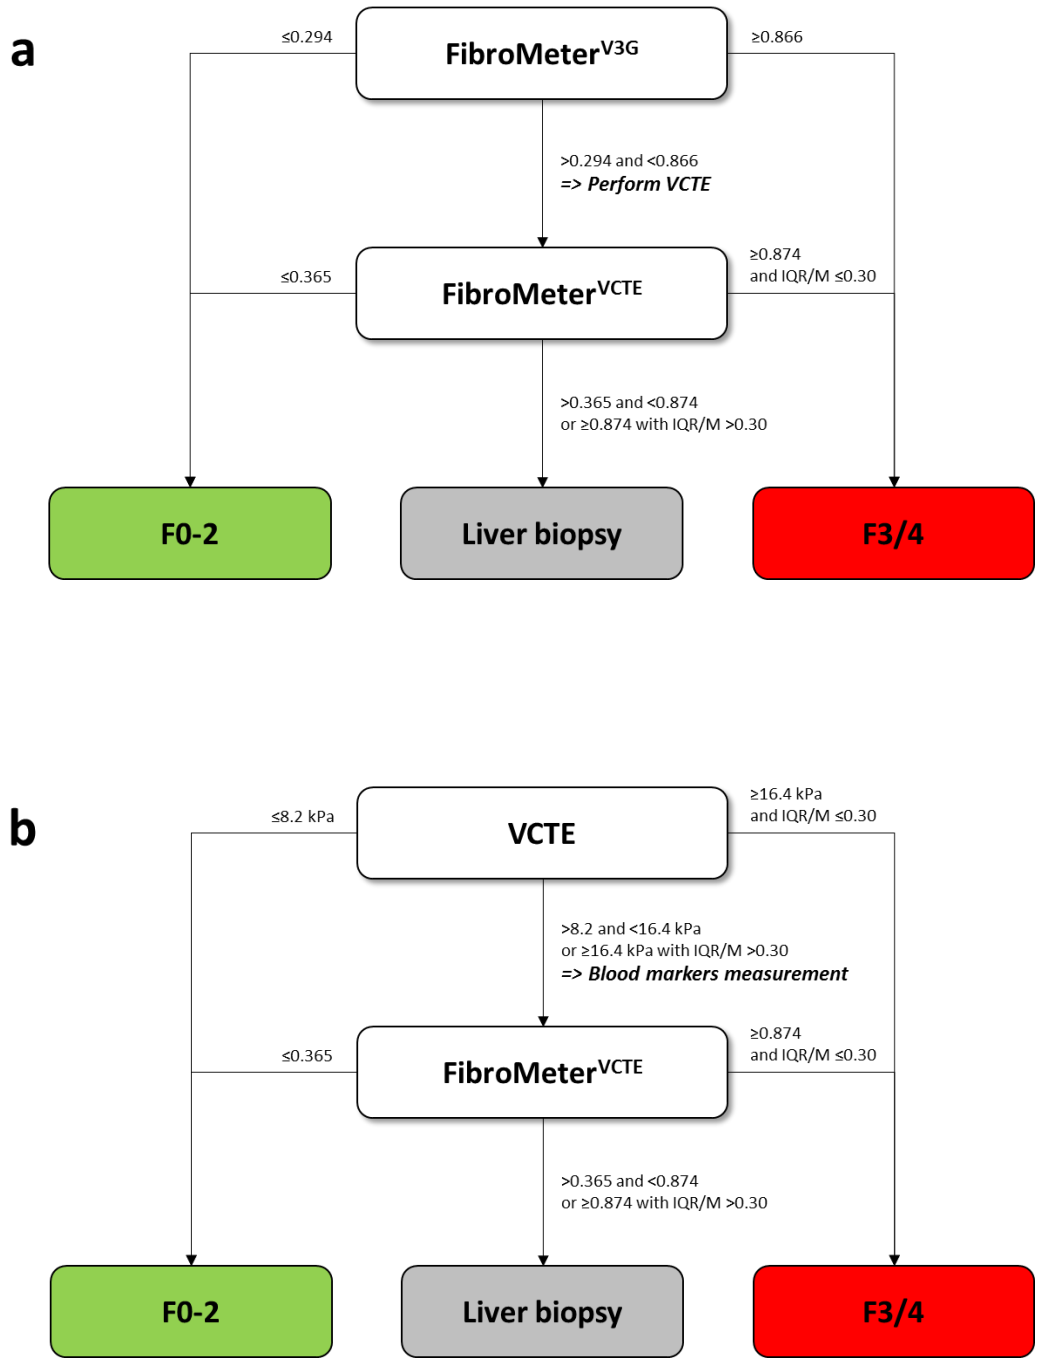 a
≤0.294
FibroMeterV3G
≥0.866
>0.294 and <0.866
=> Perform VCTE
≤0.365
FibroMeterVCTE
≥0.874
and IQR/M ≤0.30
>0.365 and <0.874
or ≥0.874 with IQR/M >0.30
F0-2
Liver biopsy
F3/4
b
≤8.2 kPa
VCTE
≥16.4 kPa
and IQR/M ≤0.30
>8.2 and <16.4 kPa
or ≥16.4 kPa with IQR/M >0.30
=> Blood markers measurement
≤0.365
FibroMeterVCTE
≥0.874
and IQR/M ≤0.30
>0.365 and <0.874
or ≥0.874 with IQR/M >0.30
F0-2
Liver biopsy
F3/4